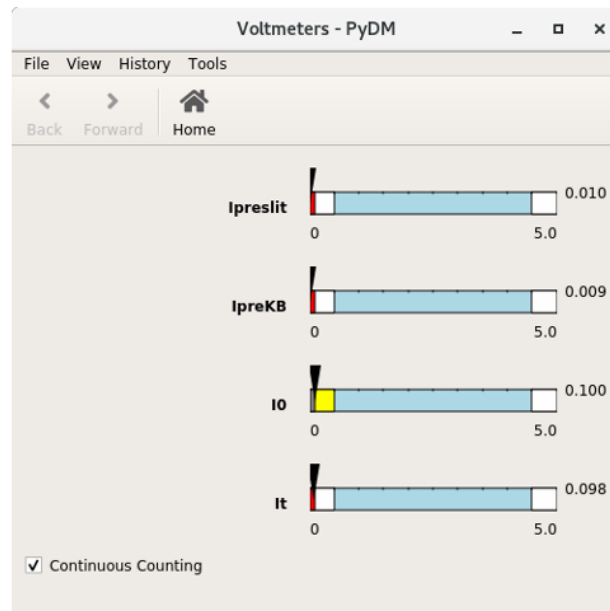 Voltmeters - PyDM
File View History Tools
Back Forward Home
Ipreslit 0.010
0 5.0
IpreKB 0.009
0 5.0
I0 0.100
0 5.0
It 0.098
0 5.0
Continuous Counting